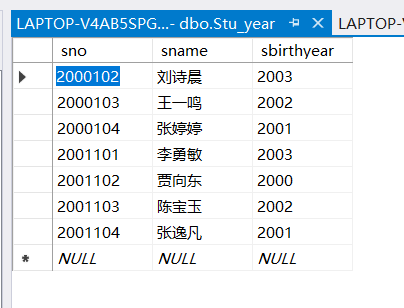 LAPTOP-V4AB5SPG...- dbo.Stu_year LAPTOP-V
sno sname sbirthyear
2000102 刘诗晨 2003
2000103 王一鸣 2002
2000104 张婷婷 2001
2001101 李勇敏 2003
2001102 贾向东 2000
2001103 陈宝玉 2002
2001104 张逸凡 2001
NULL NULL NULL